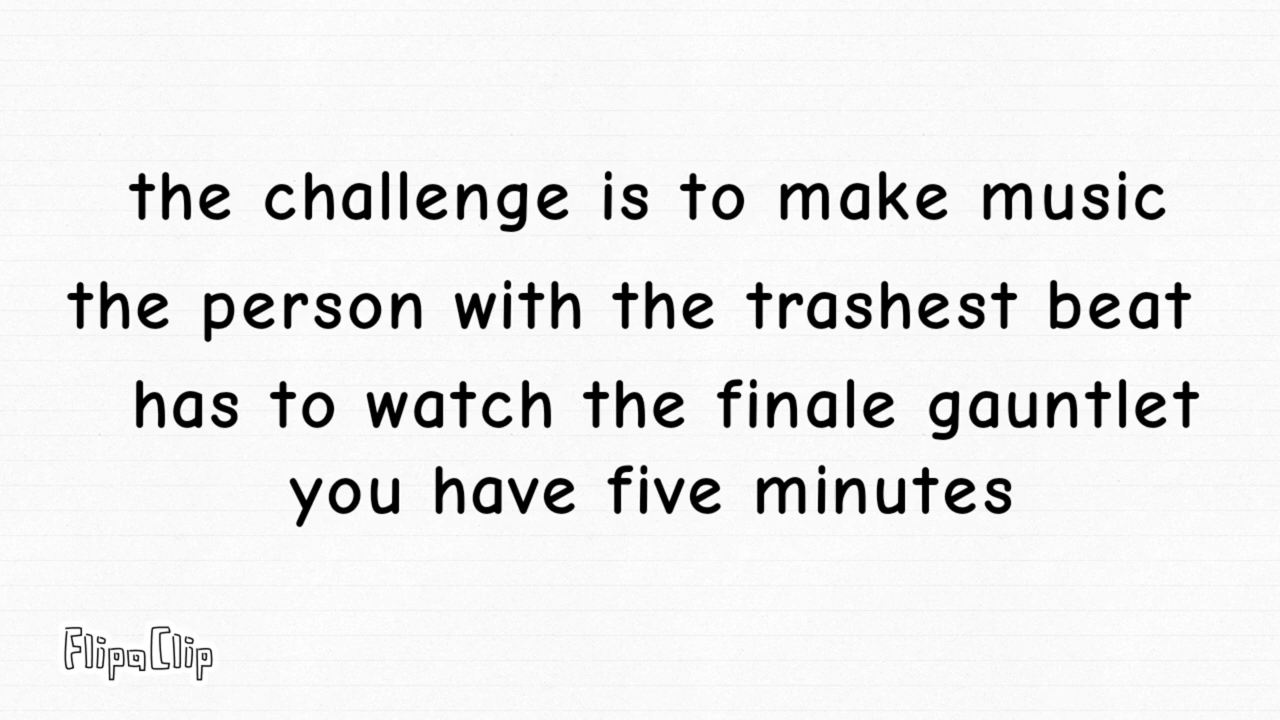 the challenge is to make music
the person with the trashest beat
has to watch the finale gauntlet
you have five minutes
FlipaClip